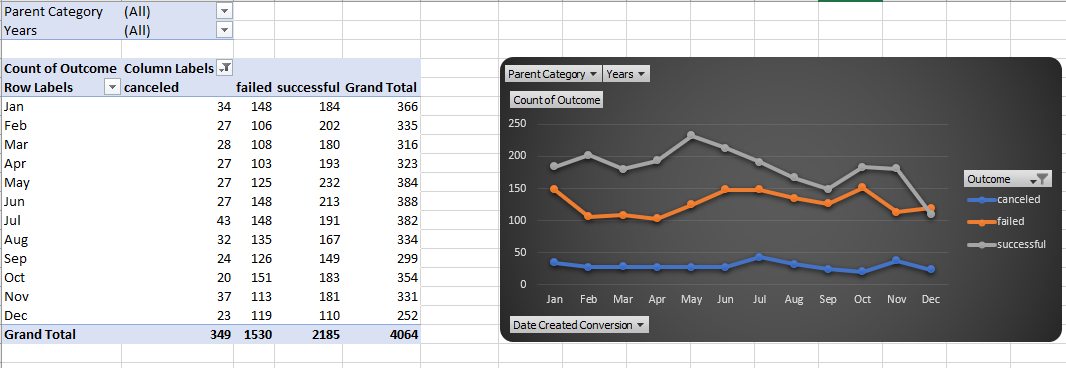 Parent Category (All)
Years (All)
Count of Outcome Column Labels
Row Labels canceled failed successful Grand Total
Jan 34 148 184 366
Feb 27 106 202 335
Mar 28 108 180 316
Apr 27 103 193 323
May 27 125 232 384
Jun 27 148 213 388
Jul 43 148 191 382
Aug 32 135 167 334
Sep 24 126 149 299
Oct 20 151 183 354
Nov 37 113 181 331
Dec 23 119 110 252
Grand Total 349 1530 2185 4064
Parent Category Years
Count of Outcome
250
200
150
100
50
0
Jan Feb Mar Apr May Jun Jul Aug Sep Oct Nov Dec
Outcome
canceled
failed
successful
Date Created Conversion